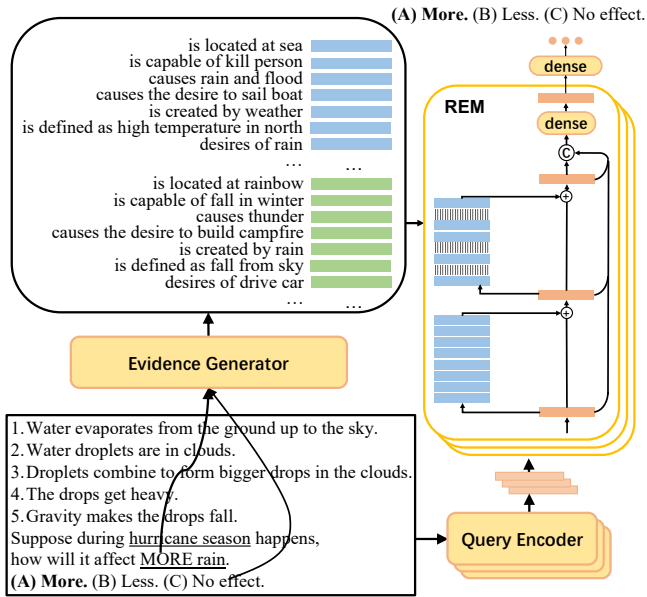 (A) More. (B) Less. (C) No effect.
dense
REM
dense
C
is located at sea
is capable of kill person
causes rain and flood
causes the desire to sail boat
is created by weather
is defined as high temperature in north
desires of rain
... ...
is located at rainbow
is capable of fall in winter
causes thunder
causes the desire to build campfire
is created by rain
is defined as fall from sky
desires of drive car
... ...
+
+
Evidence Generator
1. Water evaporates from the ground up to the sky.
2. Water droplets are in clouds.
3. Droplets combine to form bigger drops in the clouds.
4. The drops get heavy.
5. Gravity makes the drops fall.
Suppose during hurricane season happens,
how will it affect MORE rain.
(A) More. (B) Less. (C) No effect.
Query Encoder